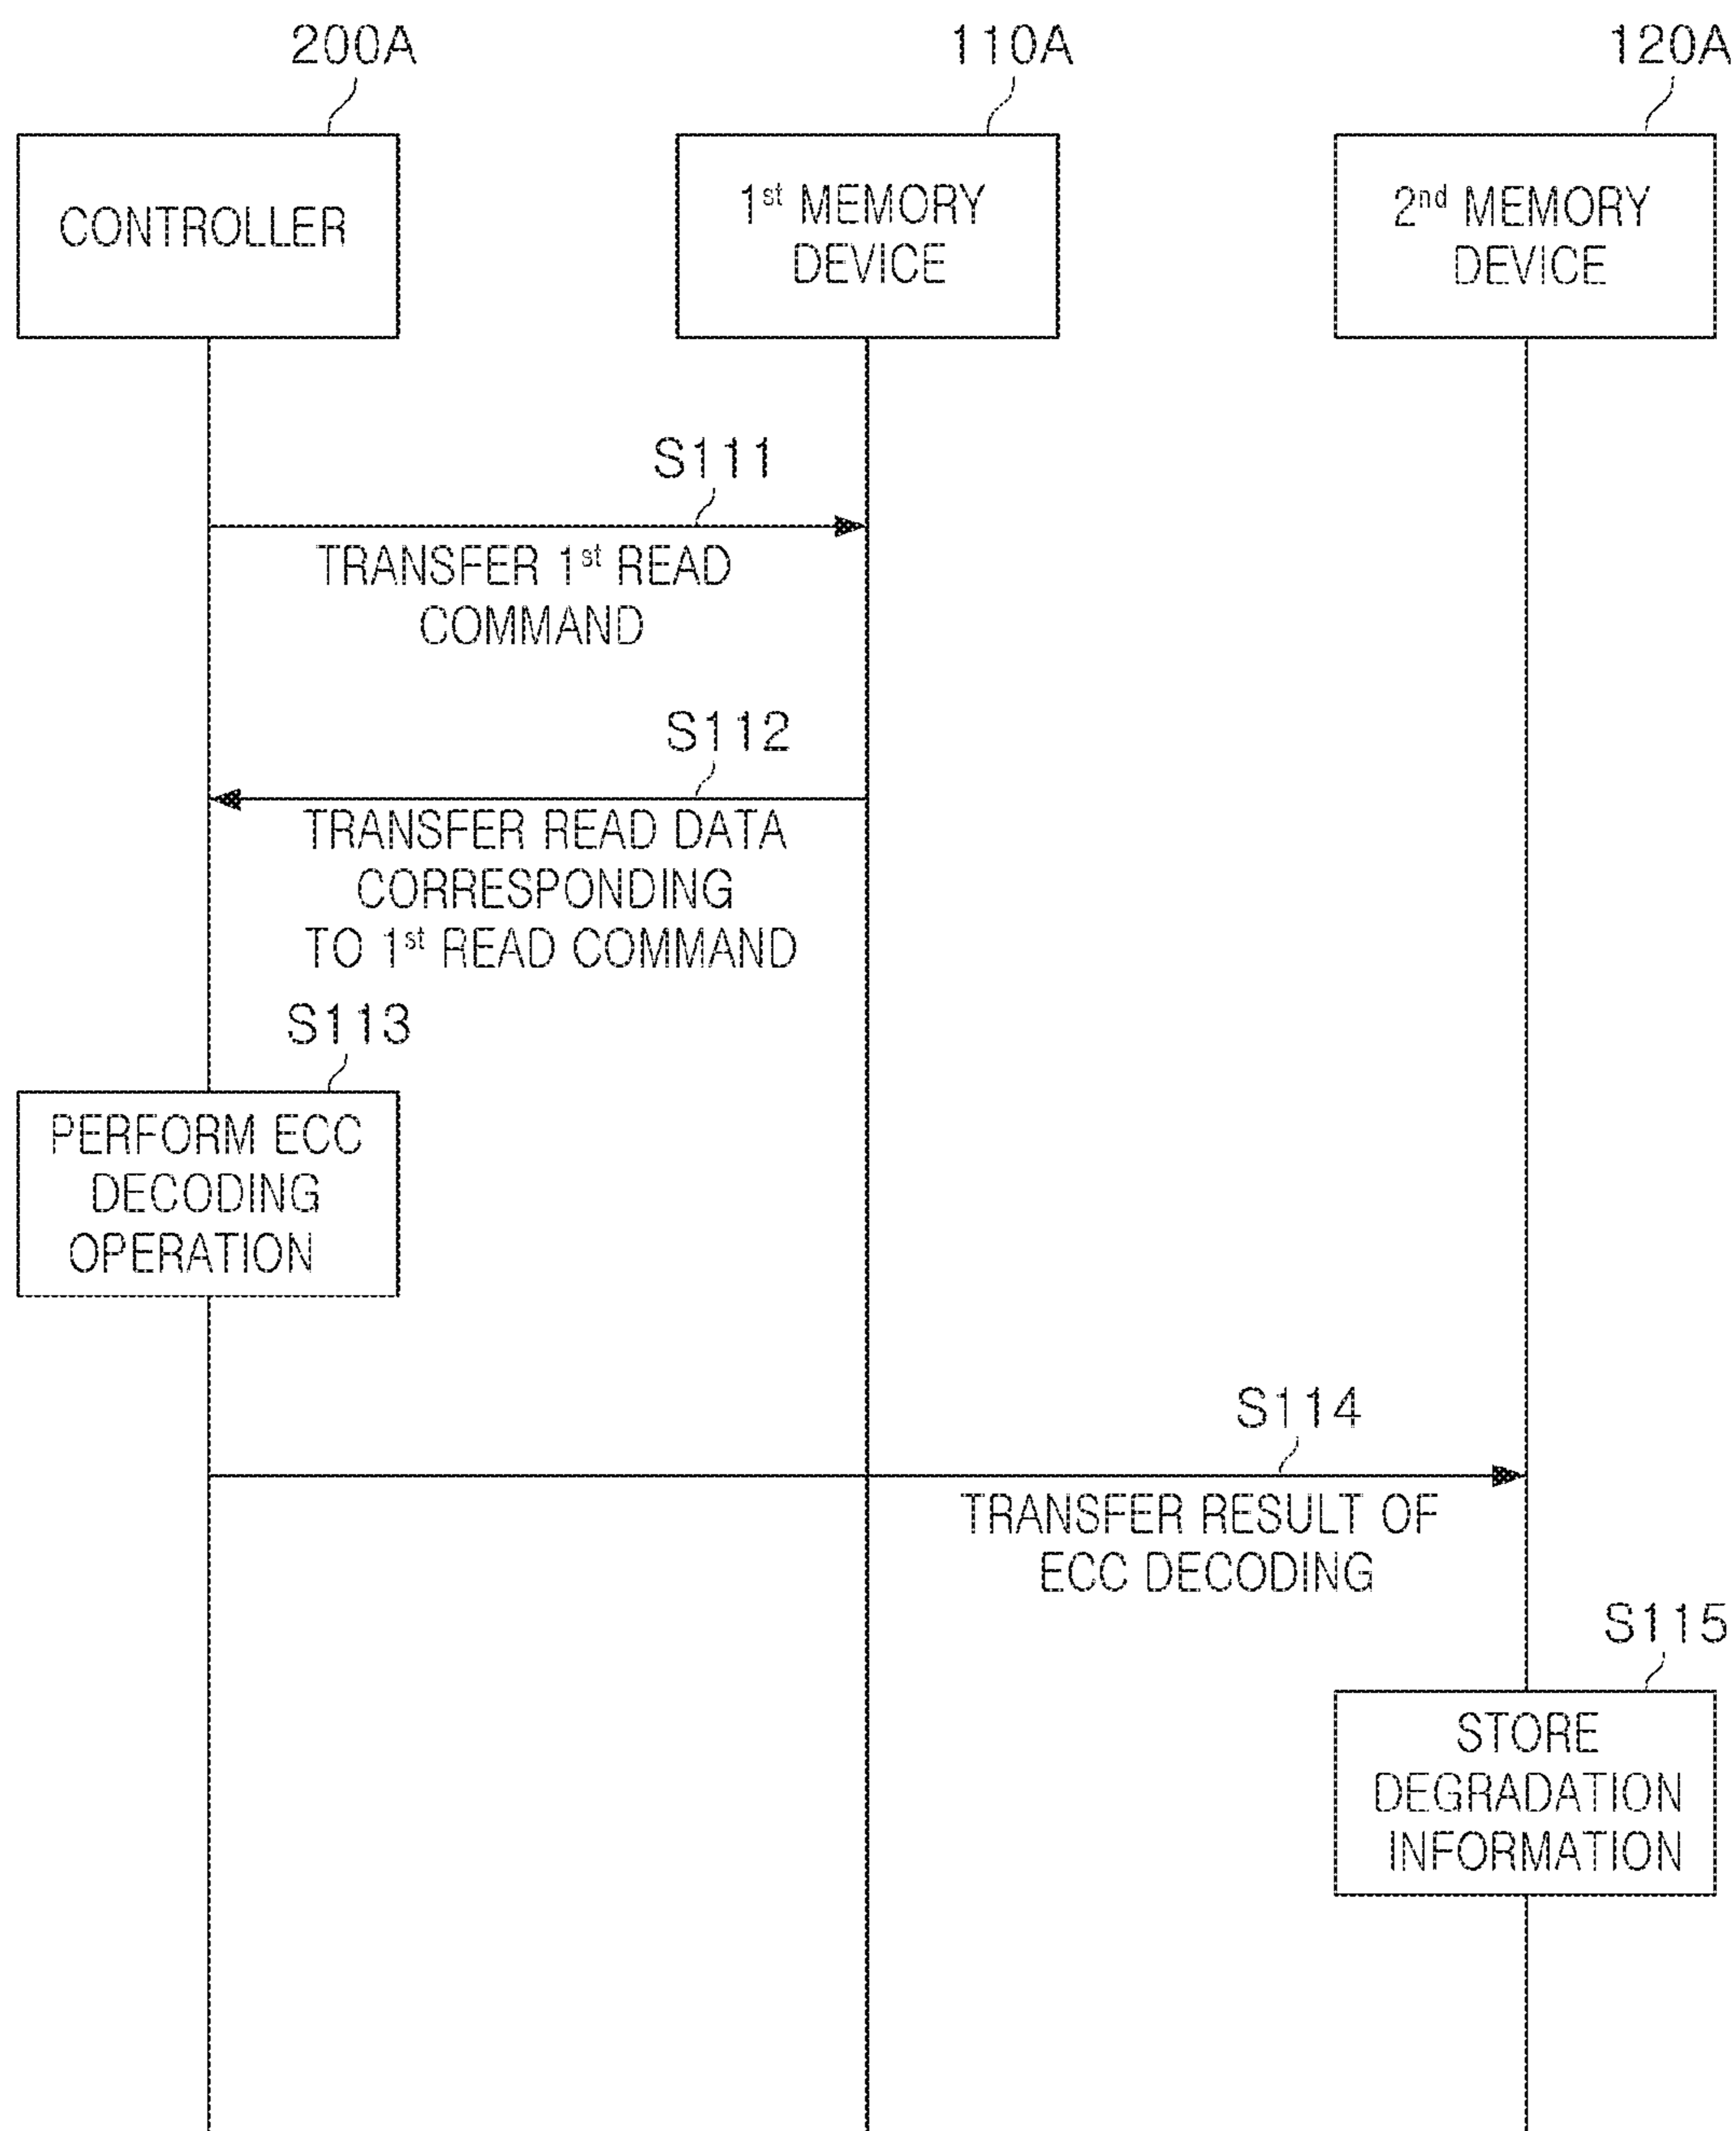 200A
110A
120A
CONTROLLER
1st MEMORY
DEVICE
2nd MEMORY
DEVICE
S111
TRANSFER 1st READ
COMMAND
S112
TRANSFER READ DATA
CORRESPONDING
TO 1st READ COMMAND
S113
PERFORM ECC
DECODING
OPERATION
S114
TRANSFER RESULT OF
ECC DECODING
S115
STORE
DEGRADATION
INFORMATION